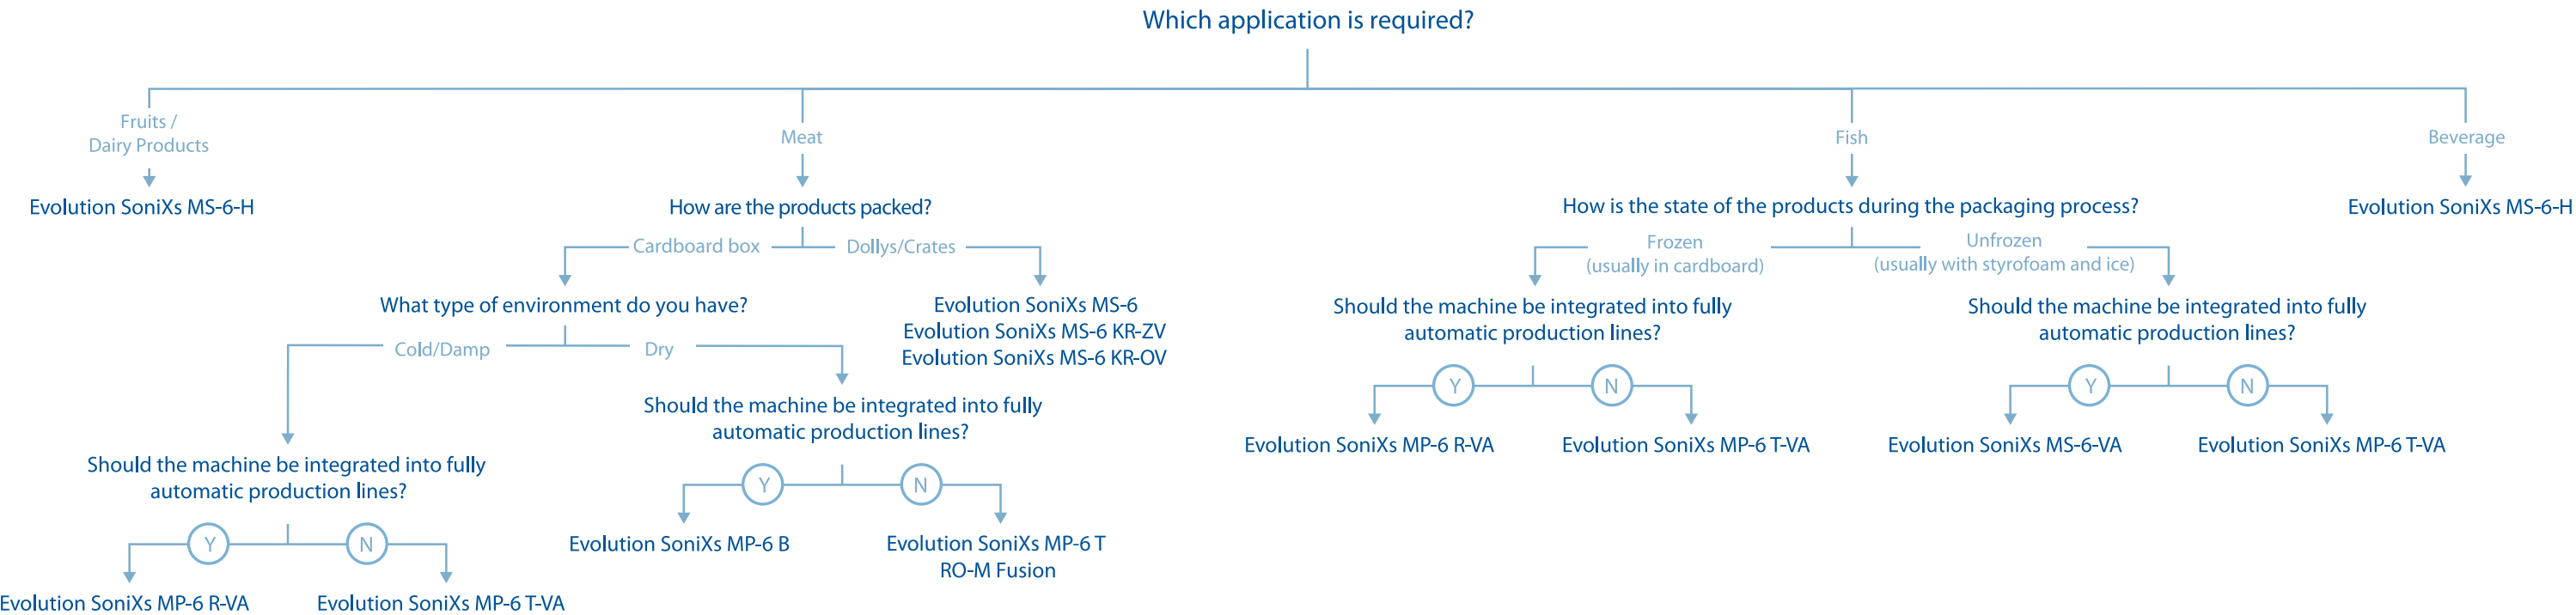 Which application is required?
Fruits /
Dairy Products
Evolution SoniXs MS-6-H
Meat
How are the products packed?
Cardboard box
Dollys/Crates
What type of environment do you have?
Evolution SoniXs MS-6
Evolution SoniXs MS-6 KR-ZV
Evolution SoniXs MS-6 KR-OV
Cold/Damp
Dry
Should the machine be integrated into fully
automatic production lines?
Y
N
Evolution SoniXs MP-6 R-VA
Evolution SoniXs MP-6 T-VA
Should the machine be integrated into fully
automatic production lines?
Y
N
Evolution SoniXs MP-6 B
Evolution SoniXs MP-6 T
RO-M Fusion
Fish
How is the state of the products during the packaging process?
Frozen
(usually in cardboard)
Unfrozen
(usually with styrofoam and ice)
Should the machine be integrated into fully
automatic production lines?
Y
N
Evolution SoniXs MP-6 R-VA
Evolution SoniXs MP-6 T-VA
Should the machine be integrated into fully
automatic production lines?
Y
N
Evolution SoniXs MS-6-VA
Evolution SoniXs MP-6 T-VA
Beverage
Evolution SoniXs MS-6-H